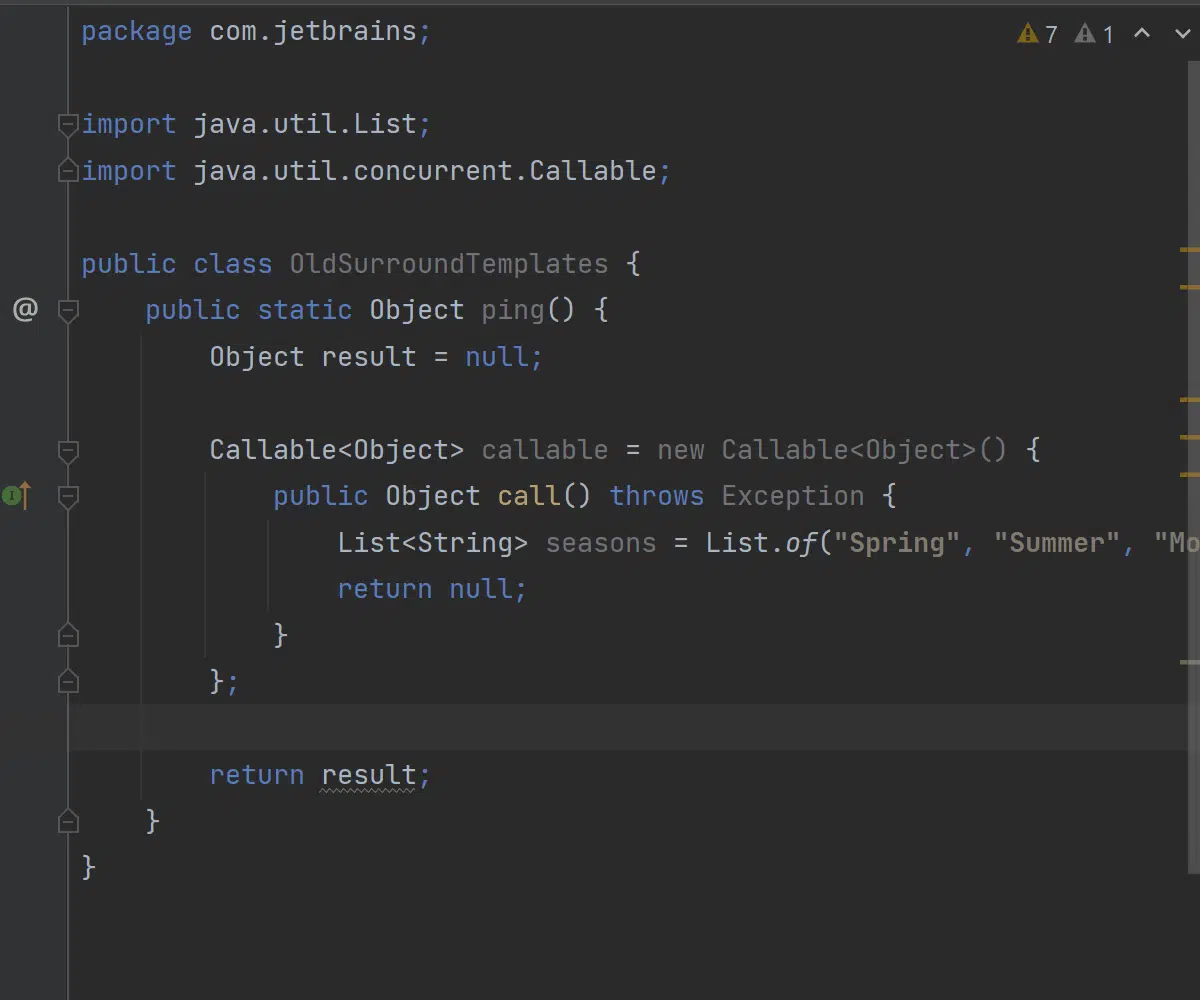 package com.jetbrains;
7 1
import java.util.List;
import java.util.concurrent.Callable;
public class OldSurroundTemplates {
@ public static Object ping() {
Object result = null;
Callable<Object> callable = new Callable<Object>() {
I public Object call() throws Exception {
List<String> seasons = List.of("Spring", "Summer", "Mo
return null;
}
};
return result;
}
}